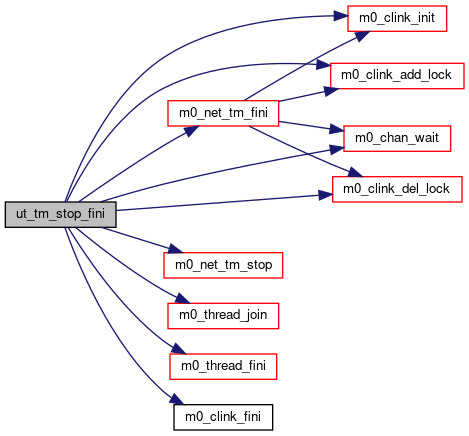 m0_clink_init
m0_clink_add_lock
m0_net_tm_fini
m0_chan_wait
m0_clink_del_lock
ut_tm_stop_fini
m0_net_tm_stop
m0_thread_join
m0_thread_fini
m0_clink_fini